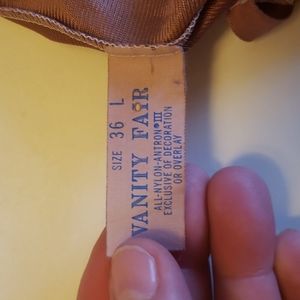 SIZE 36 L
VANITY FAIR
ALL-NYLON-ANTRON® III
EXCLUSIVE OF DECORATION
OR OVERLAY